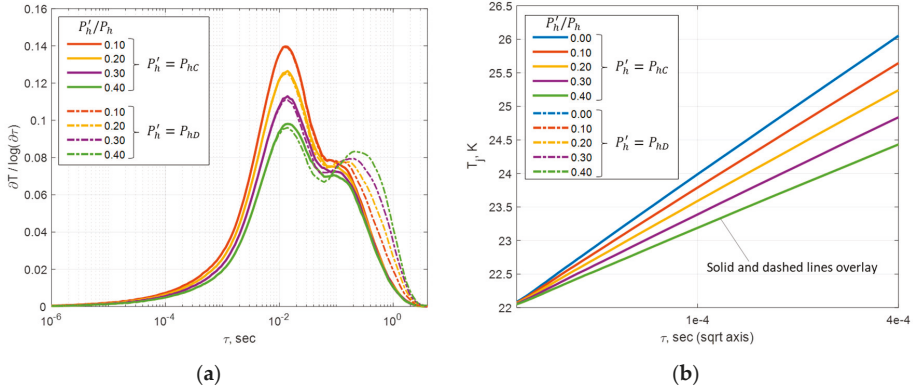 0.16
0.14
0.12
0.1
0.08
0.06
0.04
0.02
0
∂T / log(∂τ)
P′h/Ph
0.10
0.20
0.30
0.40
P′h = PhC
0.10
0.20
0.30
0.40
P′h = PhD
10-6
10-4
10-2
100
τ, sec
(a)
26.5
26
25.5
25
24.5
24
23.5
23
22.5
22
Tj, K
P′h/Ph
0.00
0.10
0.20
0.30
0.40
P′h = PhC
0.00
0.10
0.20
0.30
0.40
P′h = PhD
Solid and dashed lines overlay
1e-4
4e-4
τ, sec (sqrt axis)
(b)